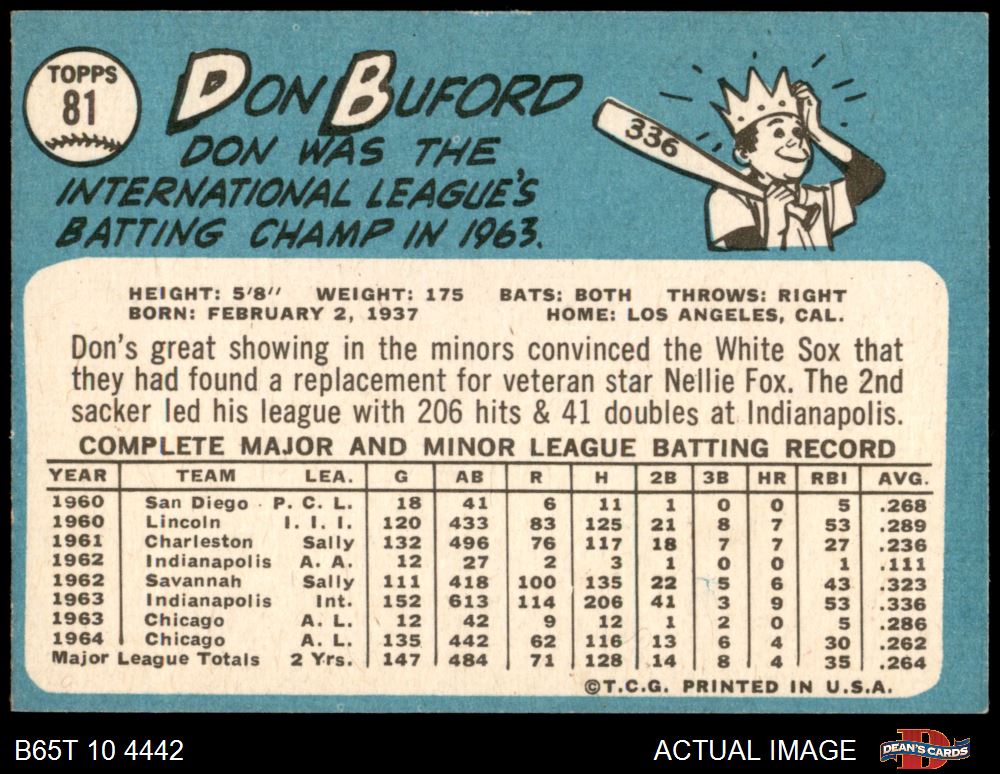 TOPPS
81
DON BUFORD
DON WAS THE
INTERNATIONAL LEAGUE'S
BATTING CHAMP IN 1963.
336
HEIGHT: 5'8" WEIGHT: 175 BATS: BOTH THROWS: RIGHT
BORN: FEBRUARY 2, 1937 HOME: LOS ANGELES, CAL.
Don's great showing in the minors convinced the White Sox that
they had found a replacement for veteran star Nellie Fox. The 2nd
sacker led his league with 206 hits & 41 doubles at Indianapolis.
COMPLETE MAJOR AND MINOR LEAGUE BATTING RECORD
YEAR TEAM LEA. G AB R H 2B 3B HR RBI AVG.
1960 San Diego P. C. L. 18 41 6 11 1 0 0 5 .268
1960 Lincoln I. I. I. 120 433 83 125 21 8 7 53 .289
1961 Charleston Sally 132 496 76 117 18 7 7 27 .236
1962 Indianapolis A. A. 12 27 2 3 1 0 0 1 .111
1962 Savannah Sally 111 418 100 135 22 5 6 43 .323
1963 Indianapolis Int. 152 613 114 206 41 3 9 53 .336
1963 Chicago A. L. 12 42 9 12 1 2 0 5 .286
1964 Chicago A. L. 135 442 62 116 13 6 4 30 .262
Major League Totals 2 Yrs. 147 484 71 128 14 8 4 35 .264
©T.C.G. PRINTED IN U.S.A.
B65T 10 4442 ACTUAL IMAGE DEAN'S CARDS